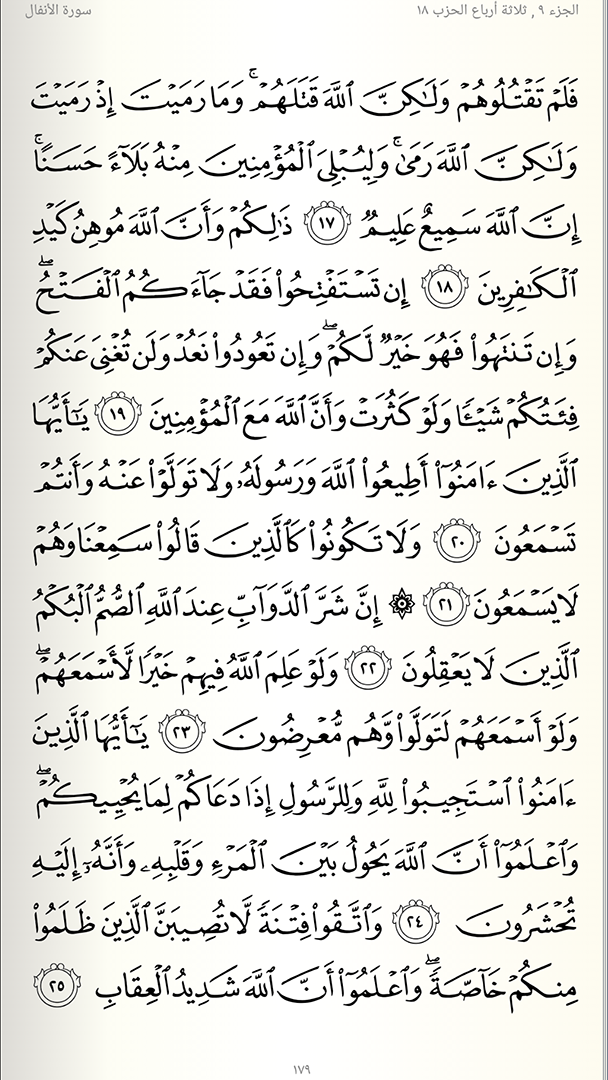 الجزء ٩ , ثلاثة أرباع الحزب ١٨
سورة الأنفال
فَلَمْ تَقْتُلُوهُمْ وَلَٰكِنَّ ٱللَّهَ قَتَلَهُمْ ۚ وَمَا رَمَيْتَ إِذْ رَمَيْتَ
وَلَٰكِنَّ ٱللَّهَ رَمَىٰ ۚ وَلِيُبْلِىَ ٱلْمُؤْمِنِينَ مِنْهُ بَلَآءً حَسَنًا ۚ
إِنَّ ٱللَّهَ سَمِيعٌ عَلِيمٌ ١٧ ذَٰلِكُمْ وَأَنَّ ٱللَّهَ مُوهِنُ كَيْدِ
ٱلْكَٰفِرِينَ ١٨ إِن تَسْتَفْتِحُوا۟ فَقَدْ جَآءَكُمُ ٱلْفَتْحُ ۖ
وَإِن تَنتَهُوا۟ فَهُوَ خَيْرٌ لَّكُمْ ۖ وَإِن تَعُودُوا۟ نَعُدْ وَلَن تُغْنِىَ عَنكُمْ
فِئَتُكُمْ شَيْـًٔا وَلَوْ كَثُرَتْ وَأَنَّ ٱللَّهَ مَعَ ٱلْمُؤْمِنِينَ ١٩ يَٰٓأَيُّهَا
ٱلَّذِينَ ءَامَنُوٓا۟ أَطِيعُوا۟ ٱللَّهَ وَرَسُولَهُۥ وَلَا تَوَلَّوْا۟ عَنْهُ وَأَنتُمْ
تَسْمَعُونَ ٢٠ وَلَا تَكُونُوا۟ كَٱلَّذِينَ قَالُوا۟ سَمِعْنَا وَهُمْ
لَا يَسْمَعُونَ ٢١ ۞ إِنَّ شَرَّ ٱلدَّوَآبِّ عِندَ ٱللَّهِ ٱلصُّمُّ ٱلْبُكْمُ
ٱلَّذِينَ لَا يَعْقِلُونَ ٢٢ وَلَوْ عَلِمَ ٱللَّهُ فِيهِمْ خَيْرًا لَّأَسْمَعَهُمْ ۖ
وَلَوْ أَسْمَعَهُمْ لَتَوَلَّوا۟ وَّهُم مُّعْرِضُونَ ٢٣ يَٰٓأَيُّهَا ٱلَّذِينَ
ءَامَنُوا۟ ٱسْتَجِيبُوا۟ لِلَّهِ وَلِلرَّسُولِ إِذَا دَعَاكُمْ لِمَا يُحْيِيكُمْ ۖ
وَٱعْلَمُوٓا۟ أَنَّ ٱللَّهَ يَحُولُ بَيْنَ ٱلْمَرْءِ وَقَلْبِهِۦ وَأَنَّهُۥٓ إِلَيْهِ
تُحْشَرُونَ ٢٤ وَٱتَّقُوا۟ فِتْنَةً لَّا تُصِيبَنَّ ٱلَّذِينَ ظَلَمُوا۟
مِنكُمْ خَآصَّةً ۖ وَٱعْلَمُوٓا۟ أَنَّ ٱللَّهَ شَدِيدُ ٱلْعِقَابِ ٢٥
١٧٩